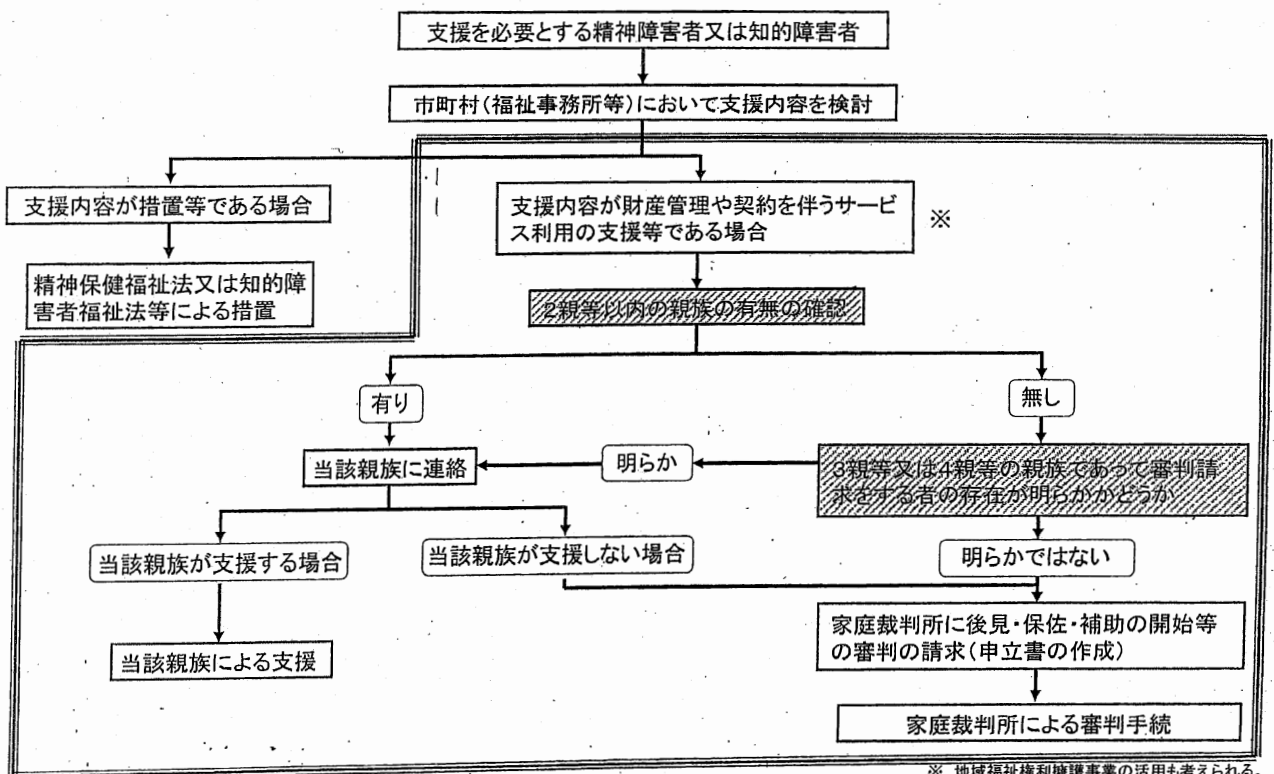 支援を必要とする精神障害者又は知的障害者
市町村(福祉事務所等)において支援内容を検討
支援内容が措置等である場合
支援内容が財産管理や契約を伴うサービ
ス利用の支援等である場合
※
精神保健福祉法又は知的障
害者福祉法等による措置
2親等以内の親族の有無の確認
有り
無し
当該親族に連絡
明らか
3親等又は4親等の親族であって審判請
求をする者の存在が明らかかどうか
当該親族が支援する場合
当該親族が支援しない場合
明らかではない
当該親族による支援
家庭裁判所に後見・保佐・補助の開始等
の審判の請求(申立書の作成)
家庭裁判所による審判手続
※ 地域福祉権利擁護事業の活用も考えられる。